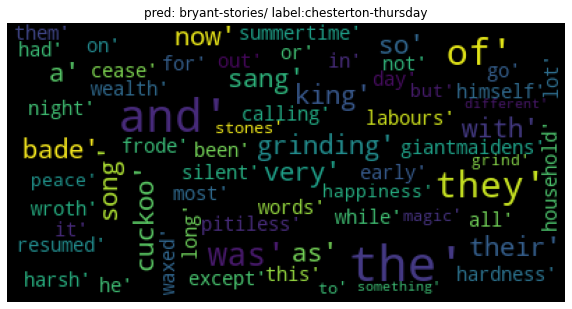 pred: bryant-stories/ label:chesterton-thursday
them' had' on' now' summertime' or' in' so' of'
a' cease' wealth' for' out' sang' king' not' day' but' go' himself' lot' different'
night' and' stones' calling' labours' with'
bade' - frode' been' grinding' giantmaidens' grind' household'
peace' song cuckoo' silent' very' early' they'
wroth' most' words' happiness' while' magic' all'
it' waxed' long' pitiless'
resumed' was' as' the' their'
harsh' he' except' this' to' something' hardness'